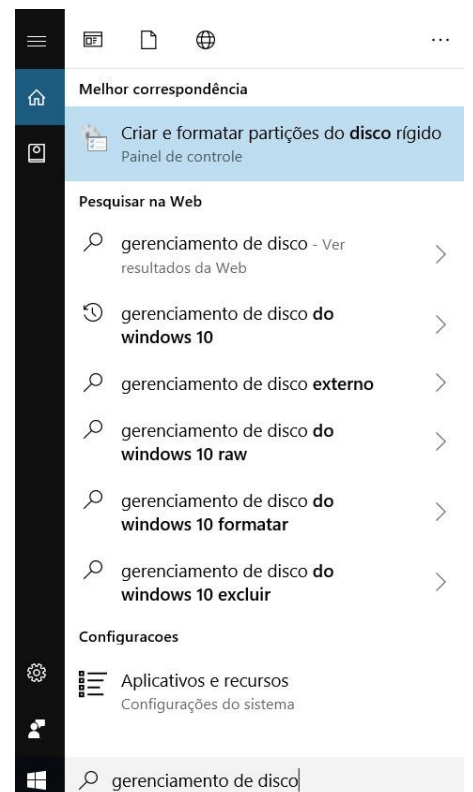 Melhor correspondência
Criar e formatar partições do disco rígido
Painel de controle
Pesquisar na Web
gerenciamento de disco - Ver
resultados da Web
gerenciamento de disco do
windows 10
gerenciamento de disco externo
gerenciamento de disco do
windows 10 raw
gerenciamento de disco do
windows 10 formatar
gerenciamento de disco do
windows 10 excluir
Configuracoes
Aplicativos e recursos
Configurações do sistema
gerenciamento de disco